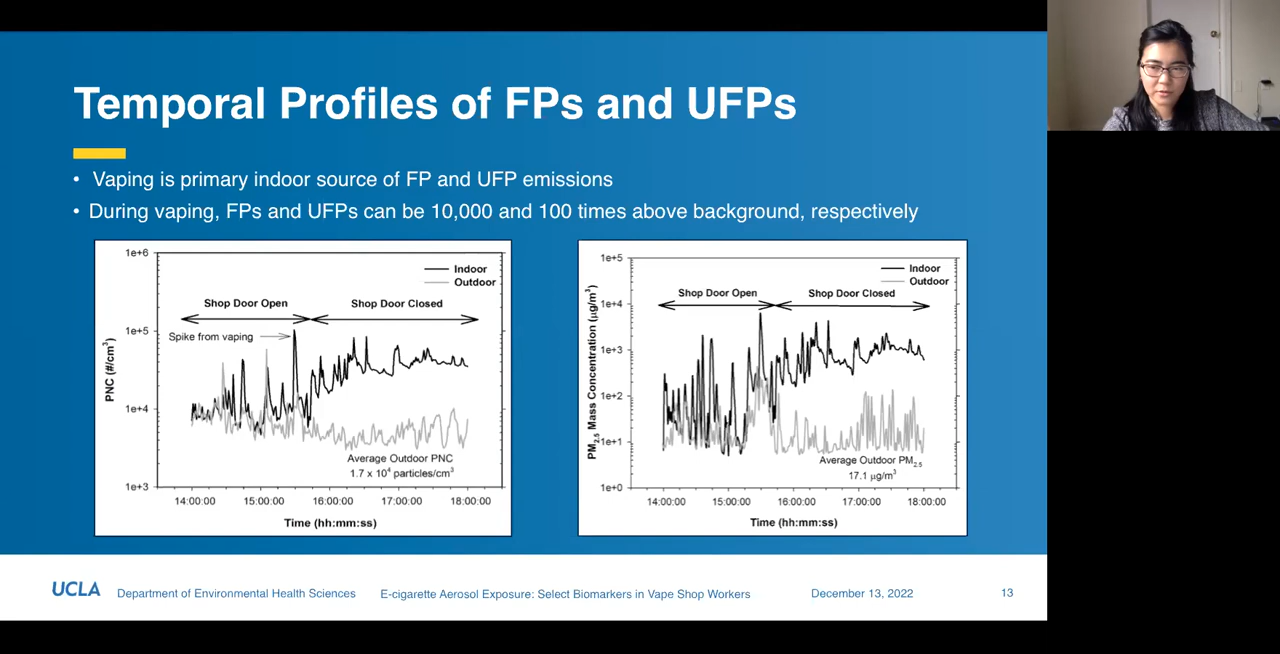 Temporal Profiles of FPs and UFPs
• Vaping is primary indoor source of FP and UFP emissions
• During vaping, FPs and UFPs can be 10,000 and 100 times above background, respectively
1e+6
1e+5
1e+4
1e+3
PNC (#/cm³)
Indoor
Outdoor
Shop Door Open
Shop Door Closed
Spike from vaping
Average Outdoor PNC
1.7 x 10⁴ particles/cm³
14:00:00 15:00:00 16:00:00 17:00:00 18:00:00
Time (hh:mm:ss)
1e+5
1e+4
1e+3
1e+2
1e+1
1e+0
PM₂.₅ Mass Concentration (µg/m³)
Indoor
Outdoor
Shop Door Open
Shop Door Closed
Average Outdoor PM₂.₅
17.1 µg/m³
14:00:00 15:00:00 16:00:00 17:00:00 18:00:00
Time (hh:mm:ss)
UCLA Department of Environmental Health Sciences E-cigarette Aerosol Exposure: Select Biomarkers in Vape Shop Workers December 13, 2022 13